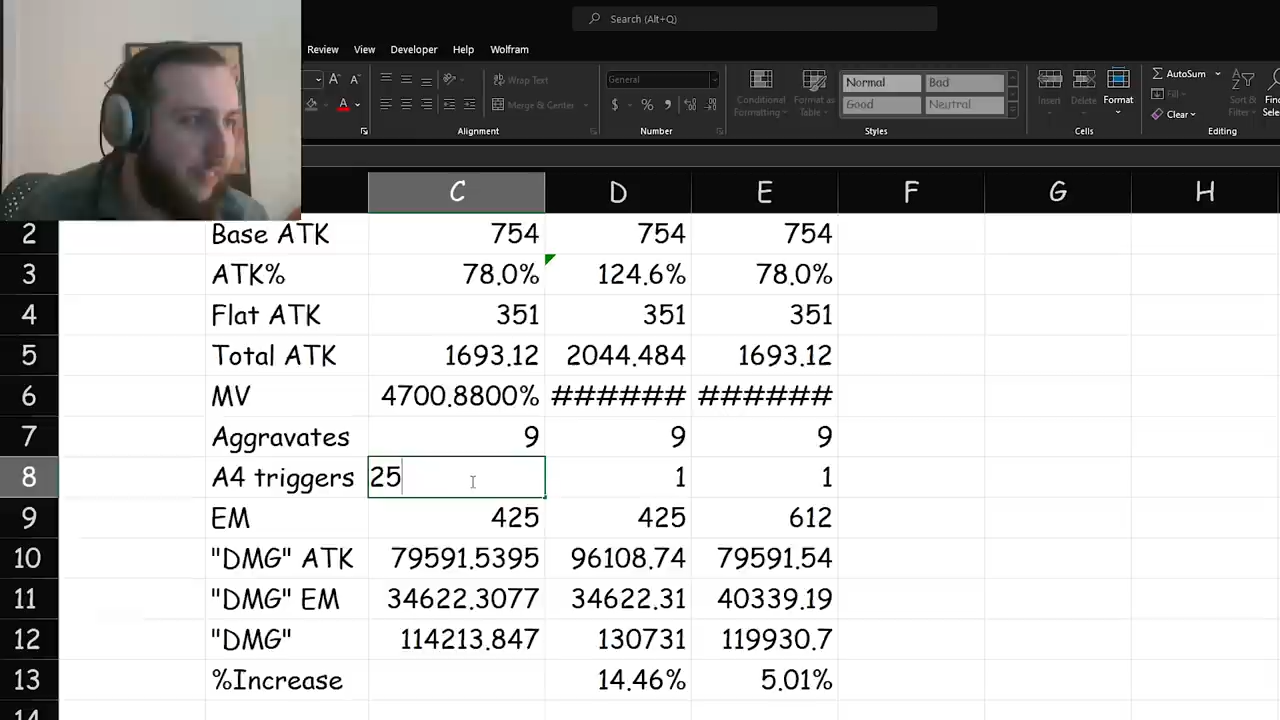 Search (Alt+Q)
Review View Developer Help Wolfram
Wrap Text
General
Normal Bad
Merge & Center
Conditional Formatting
Format as Table
Good Neutral
Insert Delete Format
AutoSum
Fill
Clear
Sort & Filter
Alignment Number Styles Cells Editing
C D E F G H
2 Base ATK 754 754 754
3 ATK% 78.0% 124.6% 78.0%
4 Flat ATK 351 351 351
5 Total ATK 1693.12 2044.484 1693.12
6 MV 4700.8800% ###### ######
7 Aggravates 9 9 9
8 A4 triggers 25 1 1
9 EM 425 425 612
10 "DMG" ATK 79591.5395 96108.74 79591.54
11 "DMG" EM 34622.3077 34622.31 40339.19
12 "DMG" 114213.847 130731 119930.7
13 %Increase 14.46% 5.01%